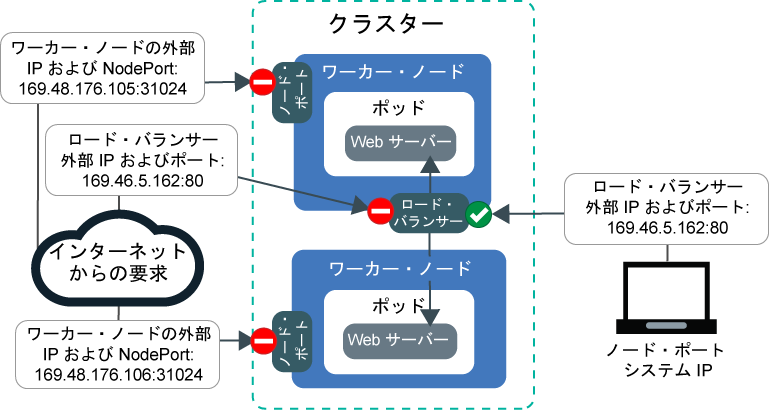 クラスター
ワーカー・ノードの外部
IP および NodePort:
169.48.176.105:31024
ノード・
ポート
ワーカー・ノード
ポッド
Web サーバー
ロード・バランサー
外部 IP およびポート:
169.46.5.162:80
ロード・
バランサー
ロード・バランサー
外部 IP およびポート:
169.46.5.162:80
インターネット
からの要求
ワーカー・ノード
ポッド
Web サーバー
ノード・
ポート
ワーカー・ノードの外部
IP および NodePort:
169.48.176.106:31024
ノード・ポート
システム IP